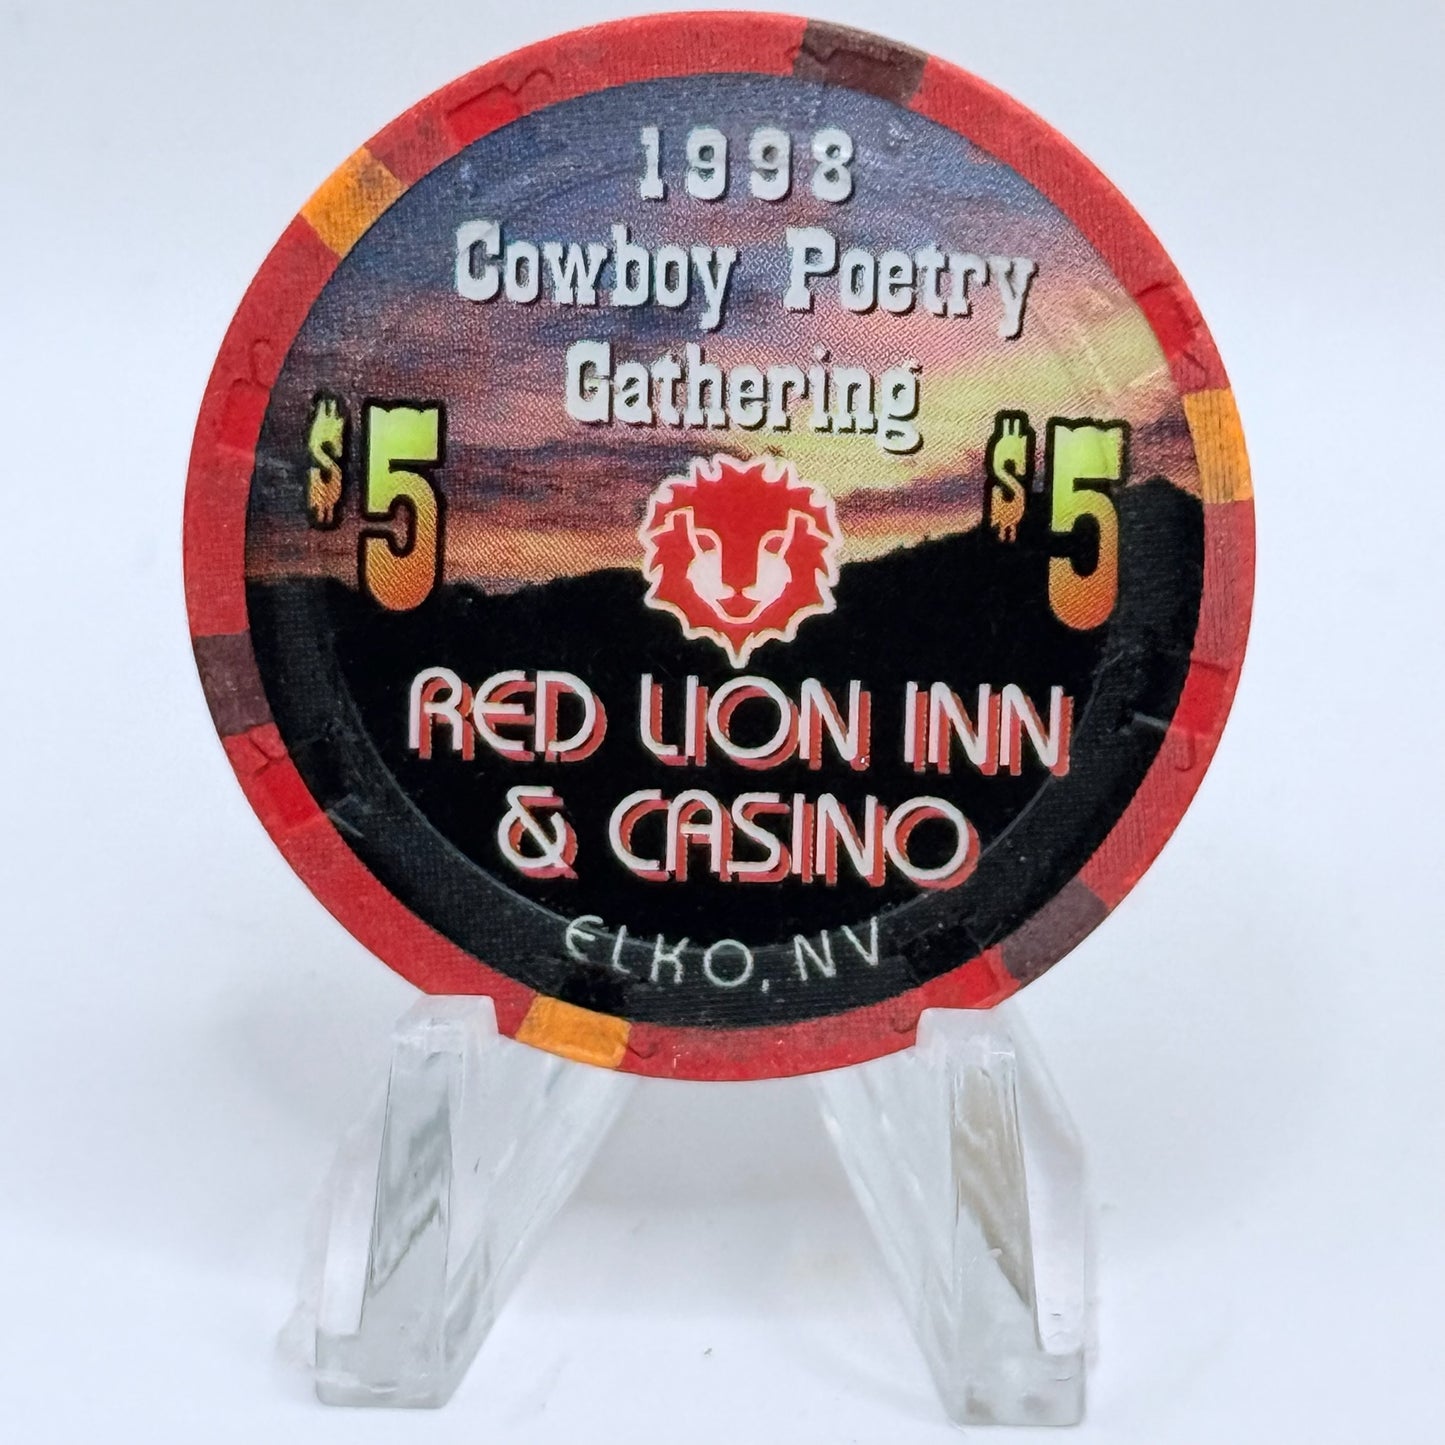 1998
Cowboy Poetry
Gathering
$5 $5
RED LION INN
& CASINO
ELKO, NV